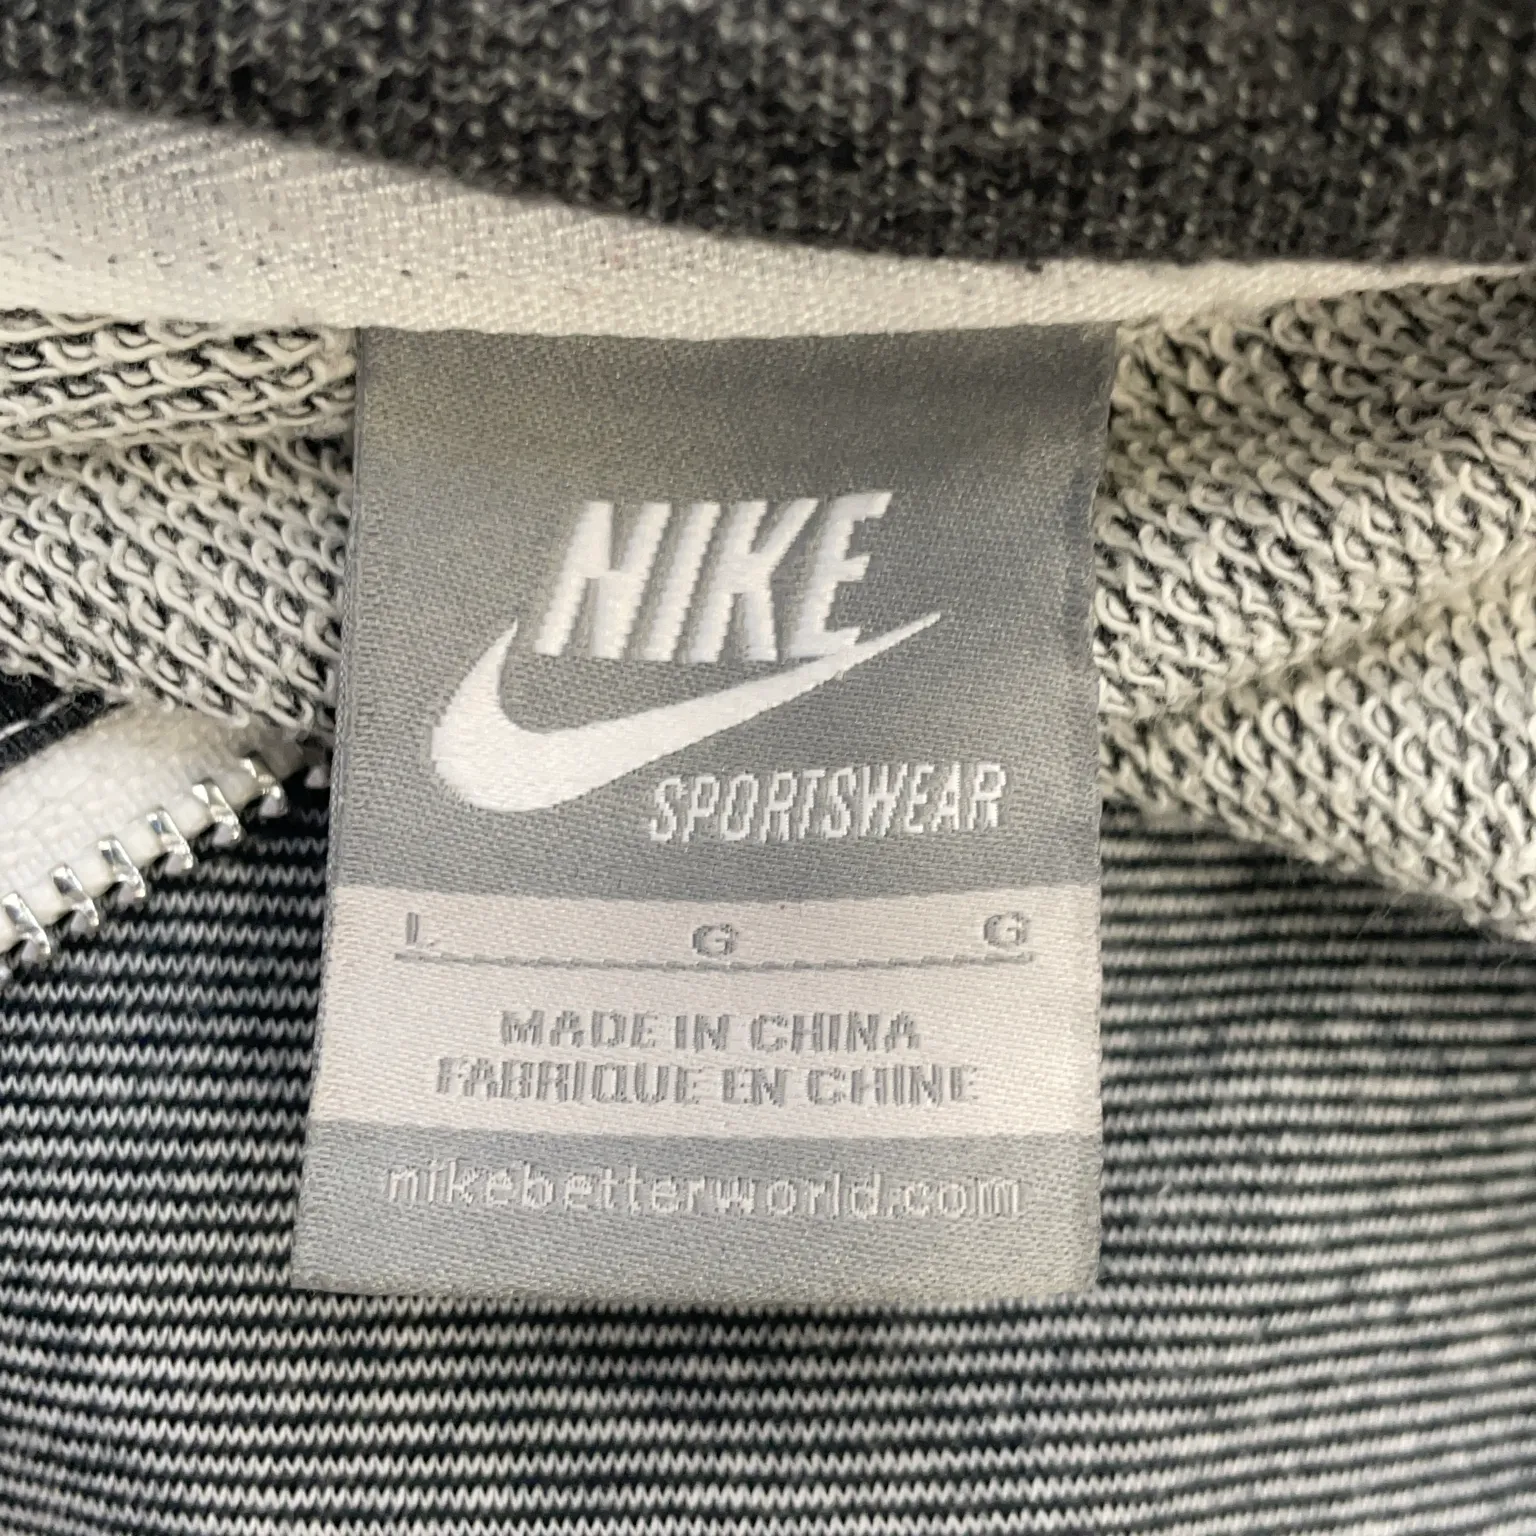 NIKE
SPORTSWEAR
L G G
MADE IN CHINA
FABRIQUE EN CHINE
nikebetterworld.com